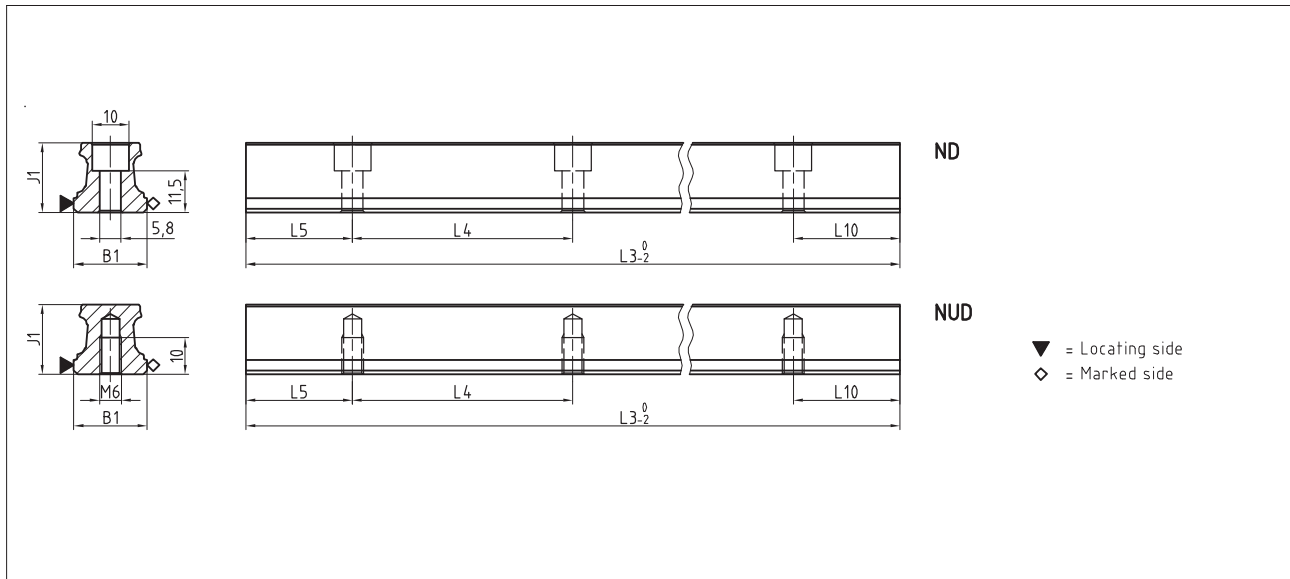 10
J1
11,5
5,8
B1
L5
L4
L10
L3-2 0
ND
J1
10
M6
B1
L5
L4
L10
L3-2 0
NUD
▼ = Locating side
◇ = Marked side